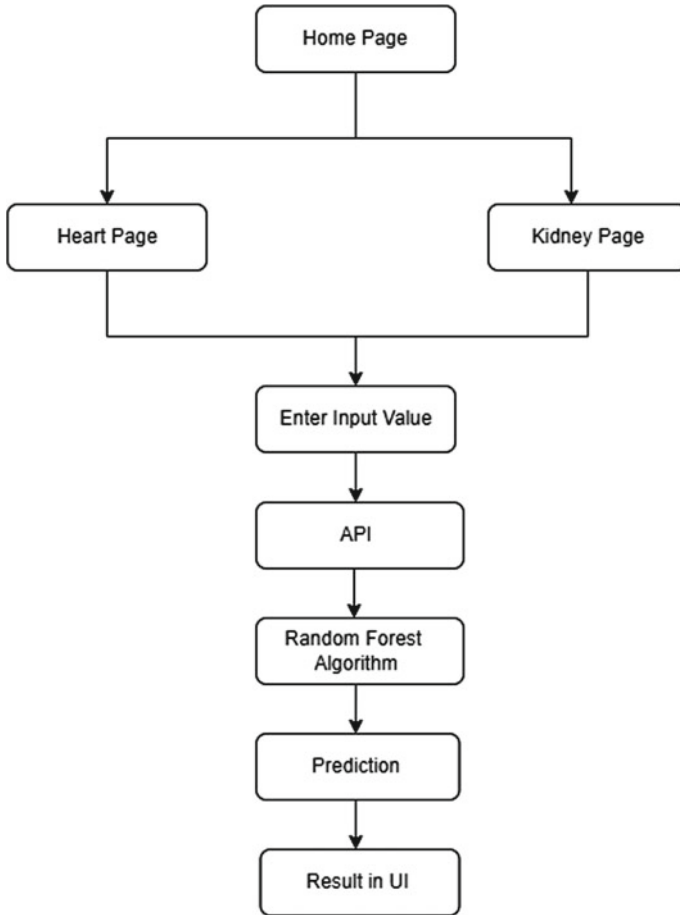 Home Page
Heart Page
Kidney Page
Enter Input Value
API
Random Forest
Algorithm
Prediction
Result in UI